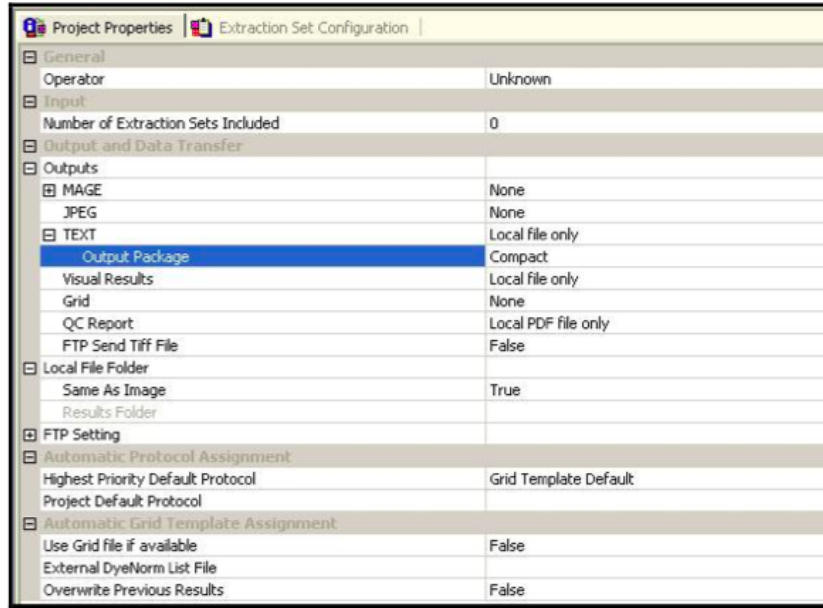 Project Properties Extraction Set Configuration
General
Operator Unknown
Input
Number of Extraction Sets Included 0
Output and Data Transfer
Outputs
MAGE None
JPEG None
TEXT Local file only
Output Package Compact
Visual Results Local file only
Grid None
QC Report Local PDF file only
FTP Send Tiff File False
Local File Folder
Same As Image True
Results Folder
FTP Setting
Automatic Protocol Assignment
Highest Priority Default Protocol Grid Template Default
Project Default Protocol
Automatic Grid Template Assignment
Use Grid file if available False
External DyeNorm List File
Overwrite Previous Results False